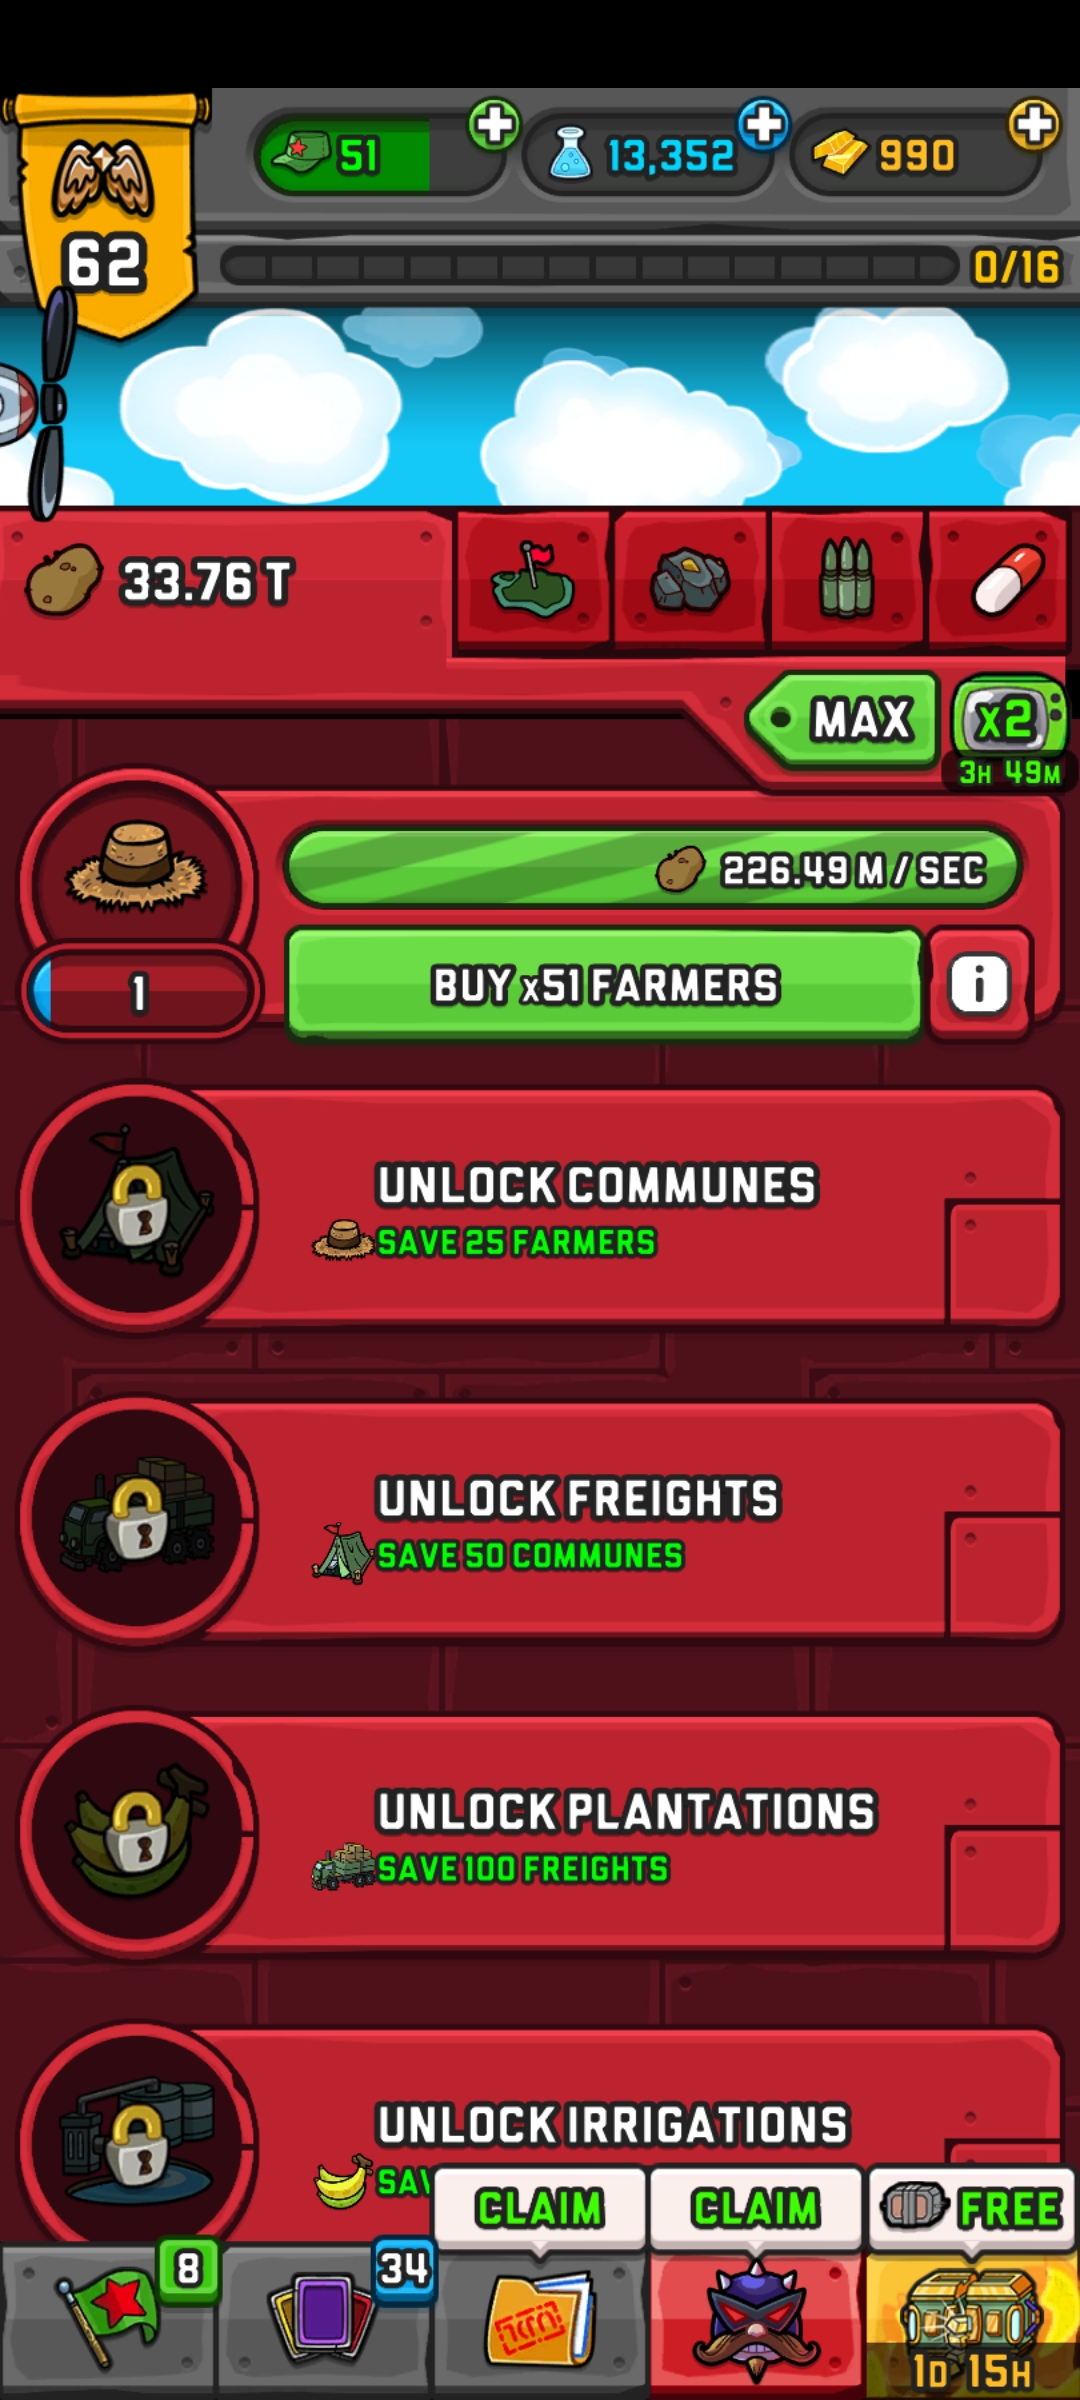 51
13,352
990
62
0/16
33.76 T
MAX
x2
3H 49M
226.49 M / SEC
1
BUY x51 FARMERS
UNLOCK COMMUNES
SAVE 25 FARMERS
UNLOCK FREIGHTS
SAVE 50 COMMUNES
UNLOCK PLANTATIONS
SAVE 100 FREIGHTS
UNLOCK IRRIGATIONS
CLAIM
CLAIM
FREE
8
34
1D 15H